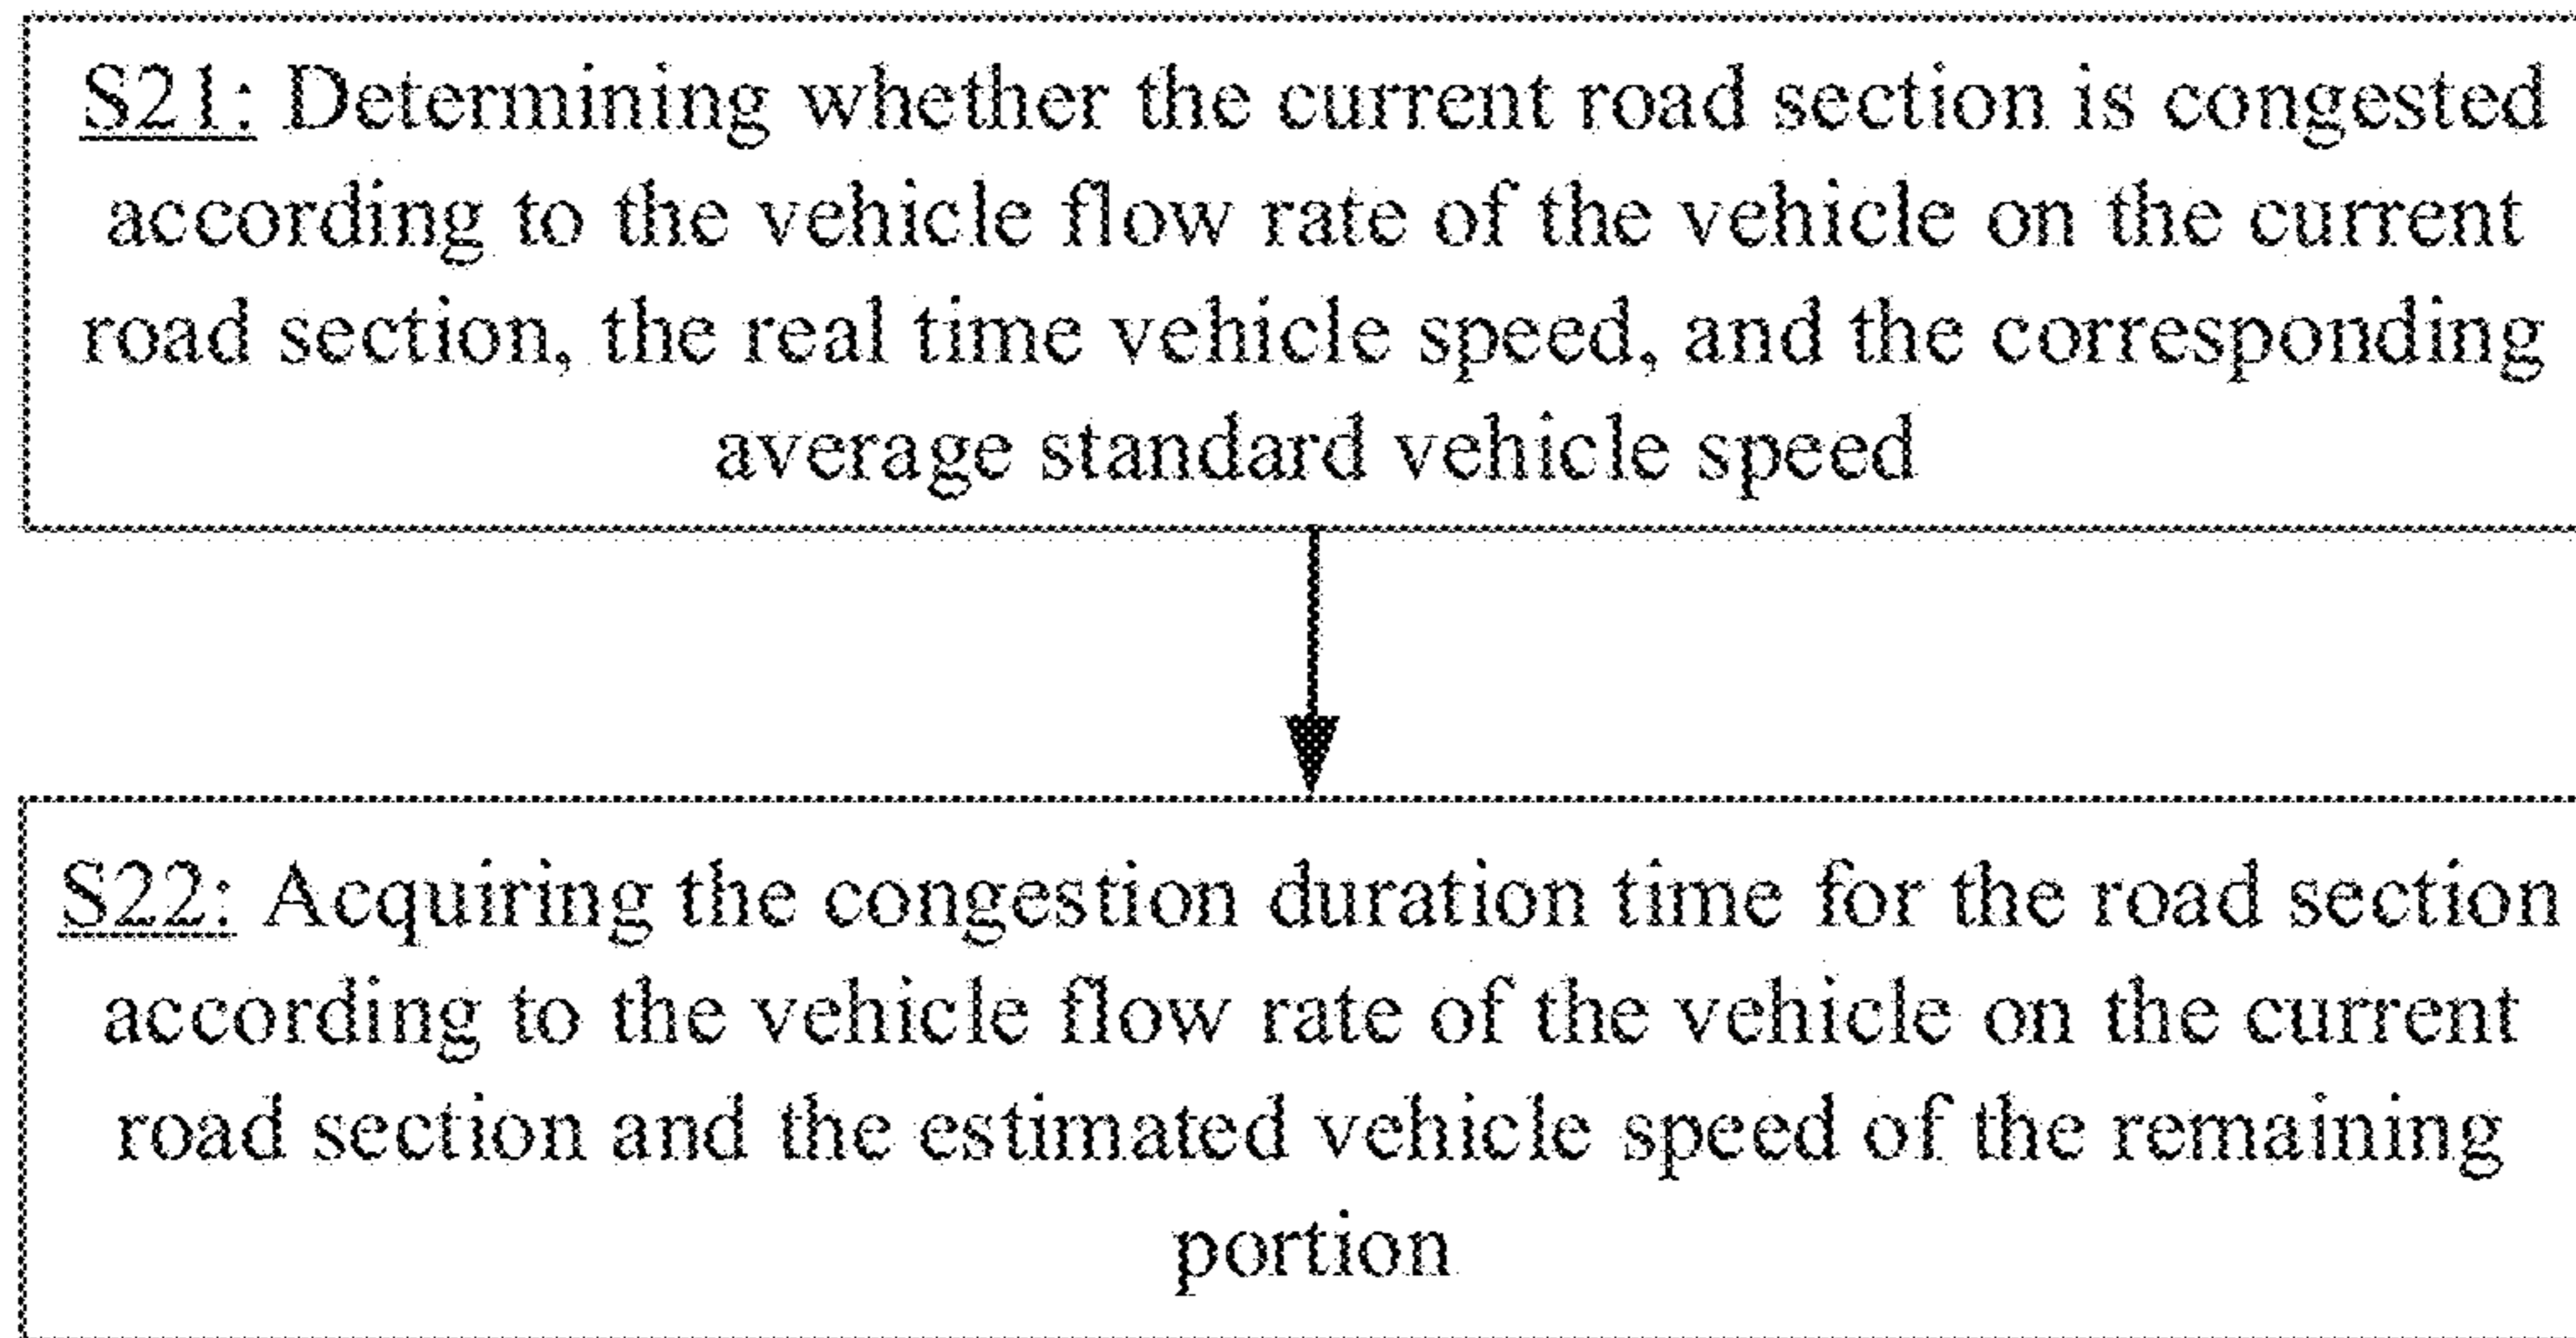 S21: Determining whether the current road section is congested
according to the vehicle flow rate of the vehicle on the current
road section, the real time vehicle speed, and the corresponding
average standard vehicle speed
S22: Acquiring the congestion duration time for the road section
according to the vehicle flow rate of the vehicle on the current
road section and the estimated vehicle speed of the remaining
portion